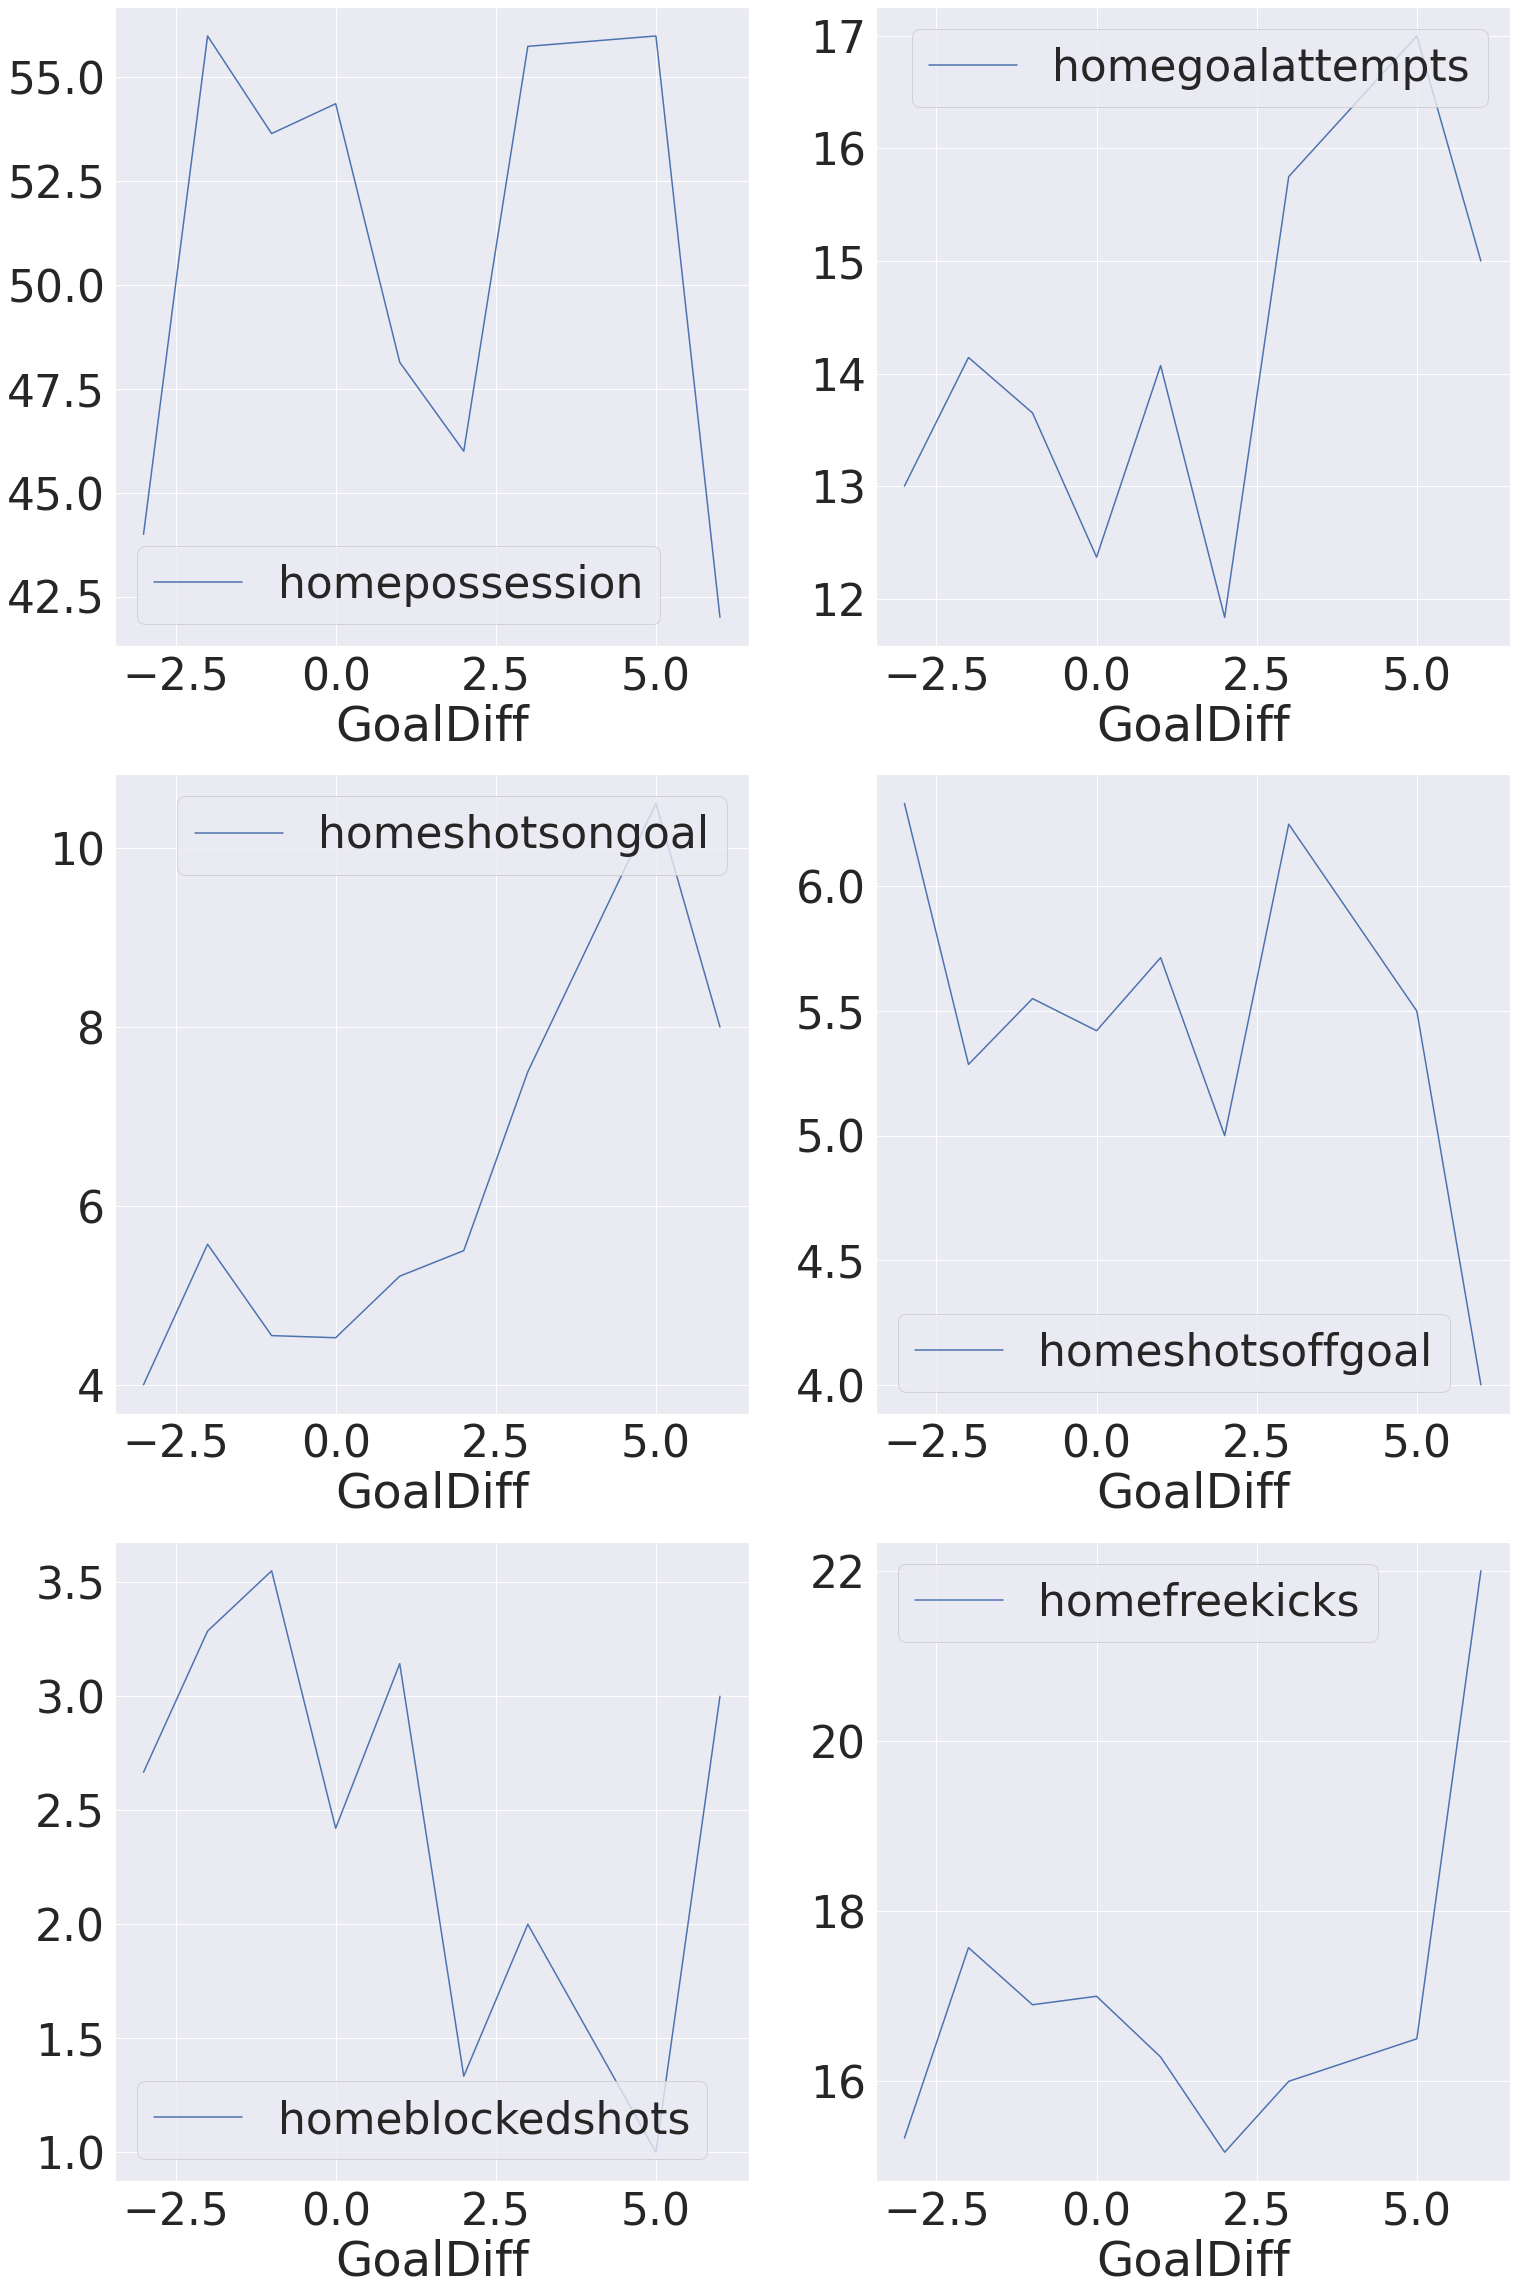 55.0
52.5
50.0
47.5
45.0
42.5
homepossession
−2.5 0.0 2.5 5.0
GoalDiff
17
16
15
14
13
12
homegoalattempts
−2.5 0.0 2.5 5.0
GoalDiff
10
8
6
4
homeshotsongoal
−2.5 0.0 2.5 5.0
GoalDiff
6.0
5.5
5.0
4.5
4.0
homeshotsoffgoal
−2.5 0.0 2.5 5.0
GoalDiff
3.5
3.0
2.5
2.0
1.5
1.0
homeblockedshots
−2.5 0.0 2.5 5.0
GoalDiff
22
20
18
16
homefreekicks
−2.5 0.0 2.5 5.0
GoalDiff